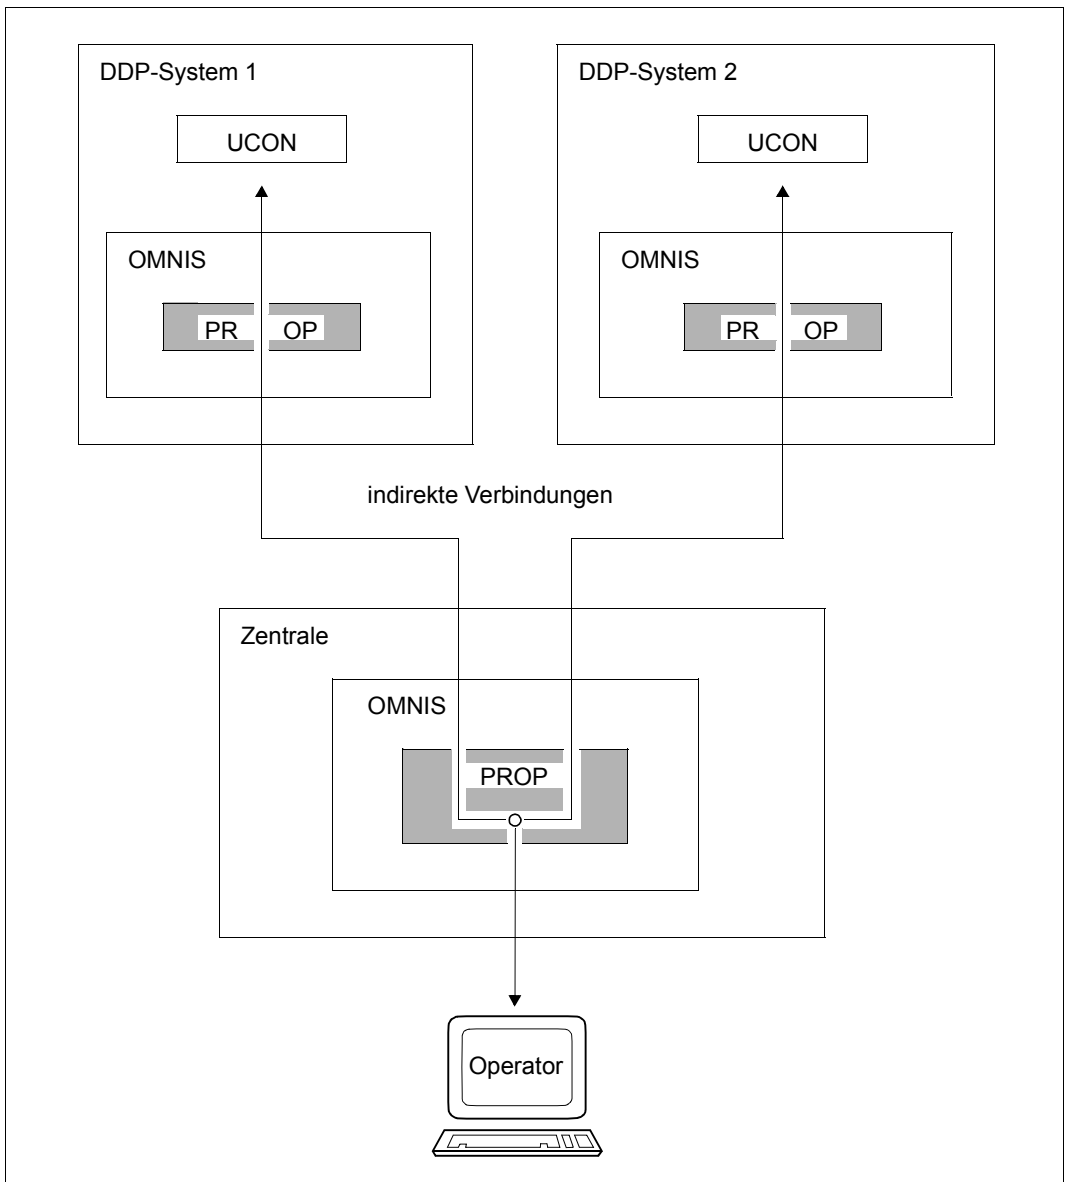 DDP-System 1
UCON
OMNIS
PR OP
DDP-System 2
UCON
OMNIS
PR OP
indirekte Verbindungen
Zentrale
OMNIS
PROP
Operator